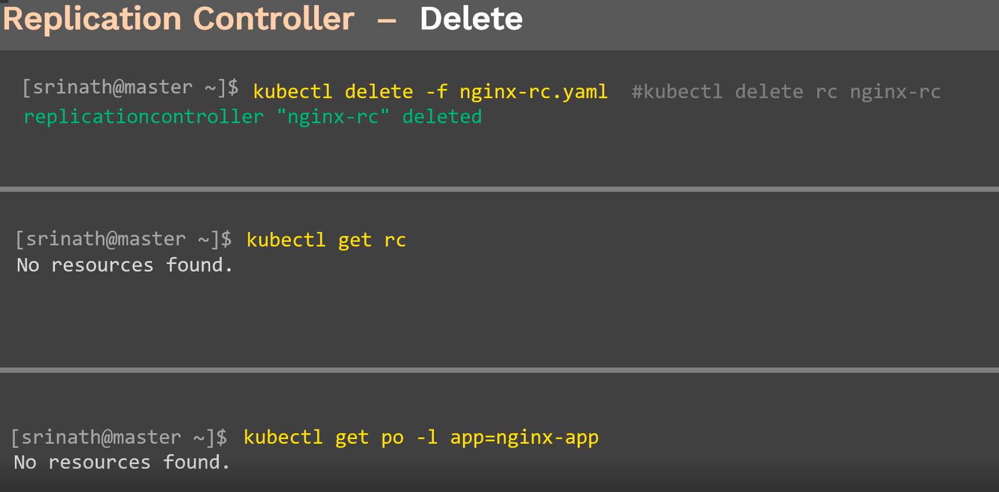 Replication Controller – Delete
[srinath@master ~]$ kubectl delete -f nginx-rc.yaml #kubectl delete rc nginx-rc
replicationcontroller "nginx-rc" deleted
[srinath@master ~]$ kubectl get rc
No resources found.
[srinath@master ~]$ kubectl get po -l app=nginx-app
No resources found.